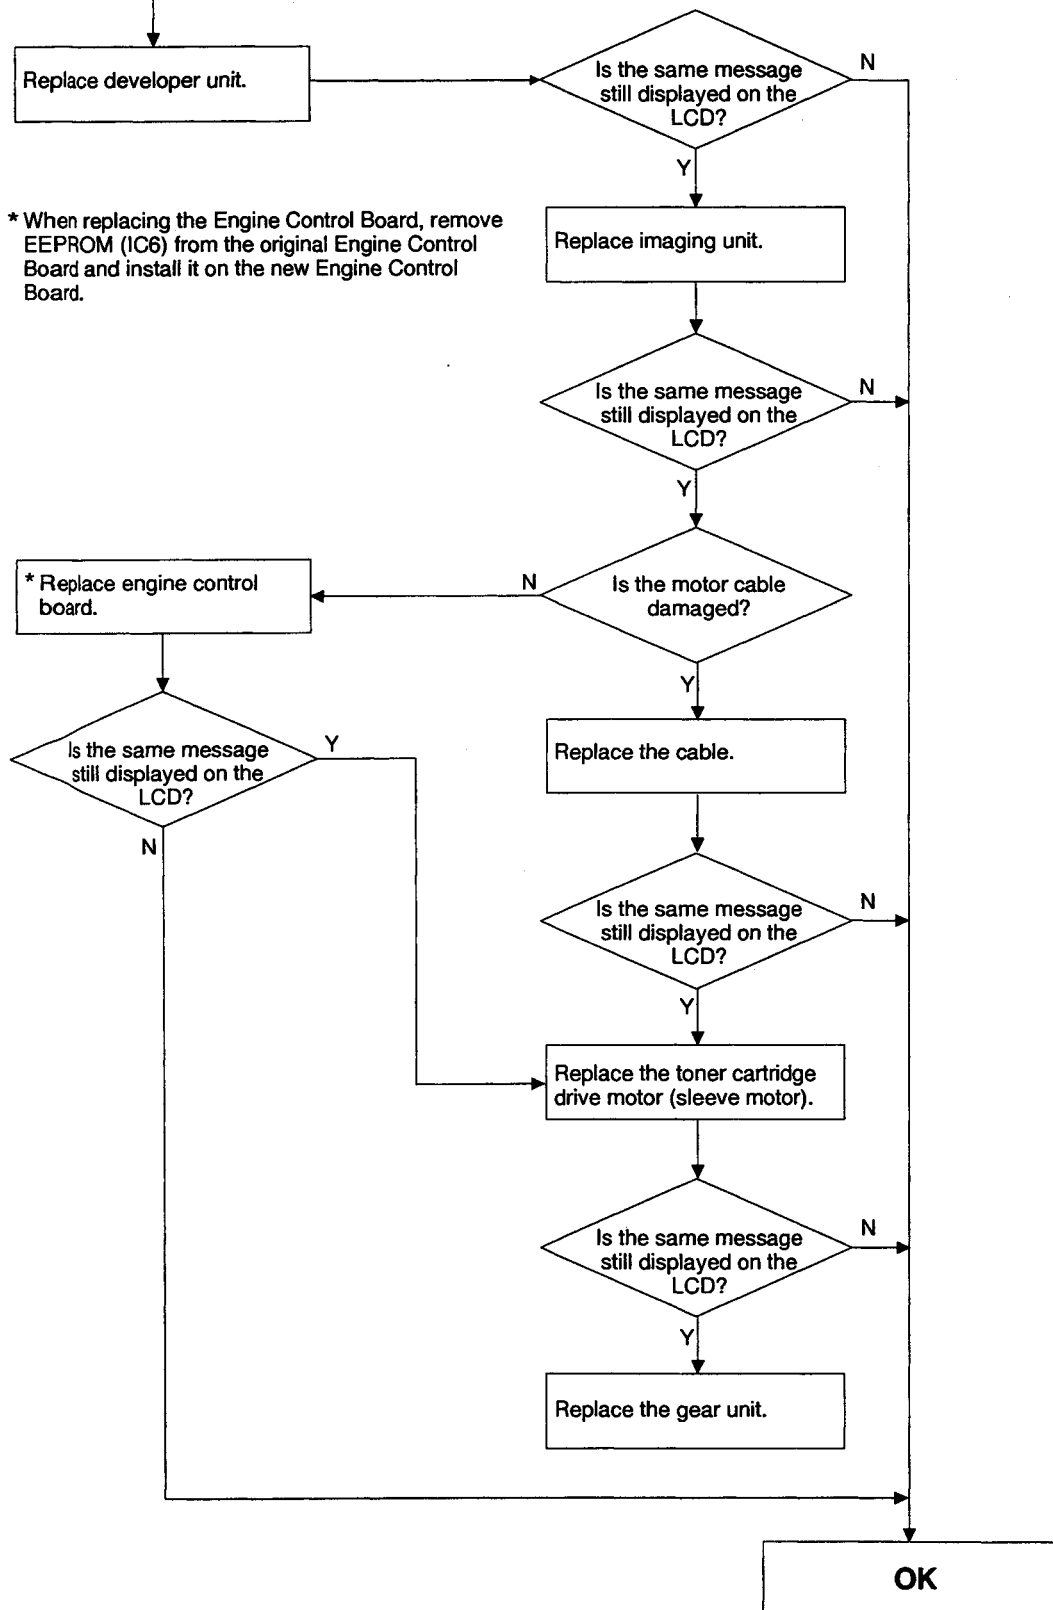 Replace developer unit.
Is the same message
still displayed on the
LCD?
N
Y
* When replacing the Engine Control Board, remove
EEPROM (IC6) from the original Engine Control
Board and install it on the new Engine Control
Board.
Replace imaging unit.
Is the same message
still displayed on the
LCD?
N
Y
* Replace engine control
board.
N
Is the motor cable
damaged?
Y
Replace the cable.
Is the same message
still displayed on the
LCD?
Y
N
Is the same message
still displayed on the
LCD?
N
Y
Replace the toner cartridge
drive motor (sleeve motor).
Is the same message
still displayed on the
LCD?
N
Y
Replace the gear unit.
OK